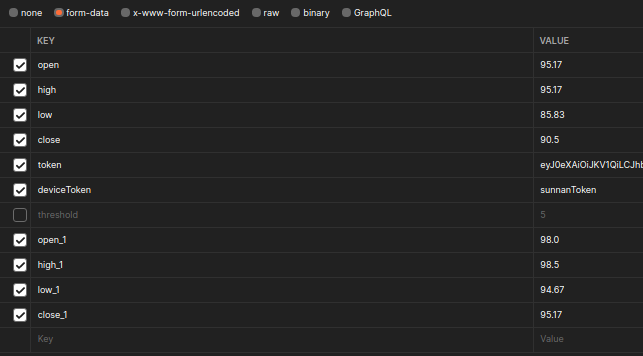 none form-data x-www-form-urlencoded raw binary GraphQL
KEY VALUE
open 95.17
high 95.17
low 85.83
close 90.5
token
deviceToken sunnanToken
threshold 5
open_1 98.0
high_1 98.5
low_1 94.67
close_1 95.17
Key Value